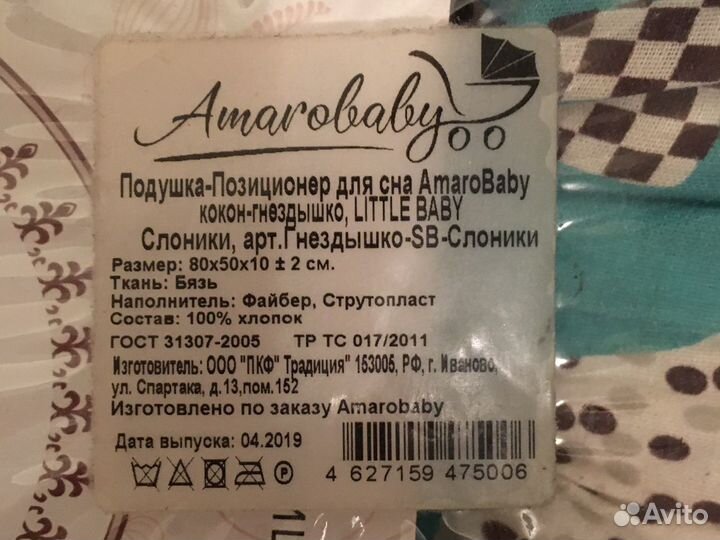 Amarobaby
Подушка-Позиционер для сна AmaroBaby
кокон-гнездышко, LITTLE BABY
Слоники, арт.Гнездышко-SB-Слоники
Размер: 80x50x10 ± 2 см.
Ткань: Бязь
Наполнитель: Файбер, Струтопласт
Состав: 100% хлопок
ГОСТ 31307-2005 ТР ТС 017/2011
Изготовитель: ООО "ПКФ" Традиция" 153005, РФ, г. Иваново,
ул. Спартака, д.13,пом.152
Изготовлено по заказу Amarobaby
Дата выпуска: 04.2019
4 627159 475006
Avito